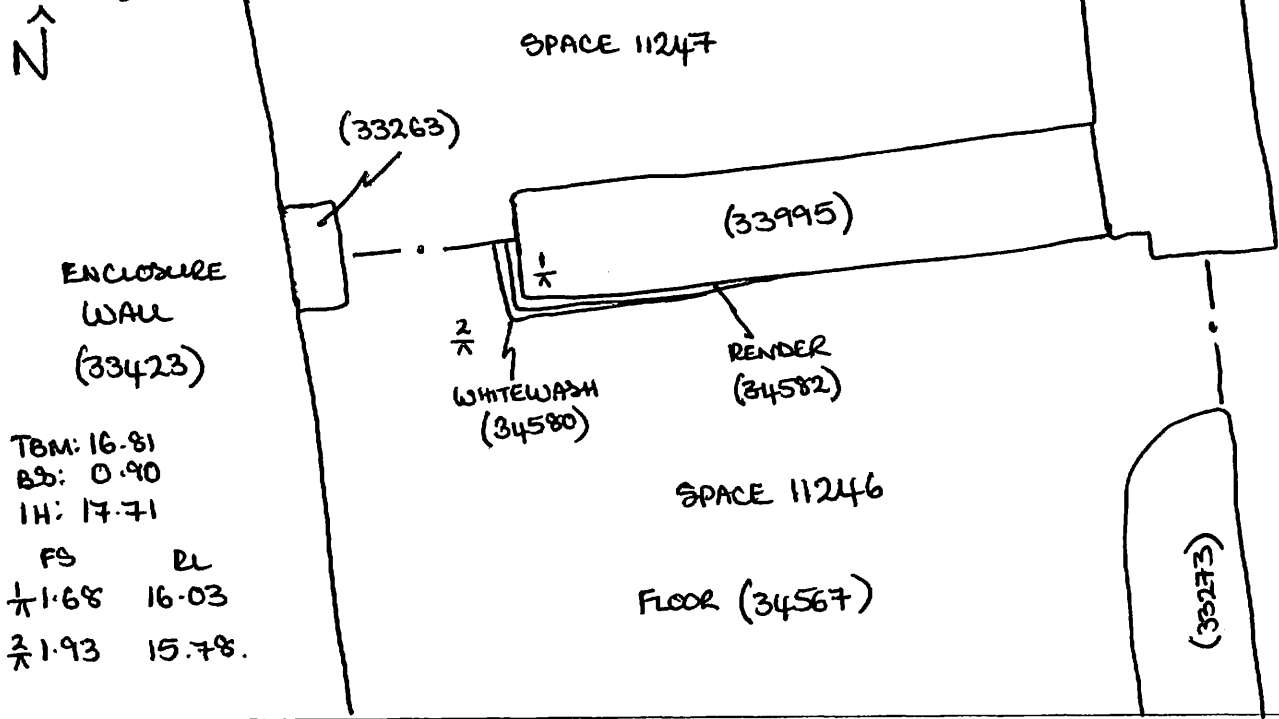 N
SPACE 11247
(33263)
(33995)
ENCLOSURE
WALL
(33423)
1
2
RENDER
(34582)
WHITEWASH
(34580)
TBM: 16.81
BS: 0.90
IH: 17.71
SPACE 11246
FS RL
1 1.68 16.03
2 1.93 15.78.
FLOOR (34567)
(33273)